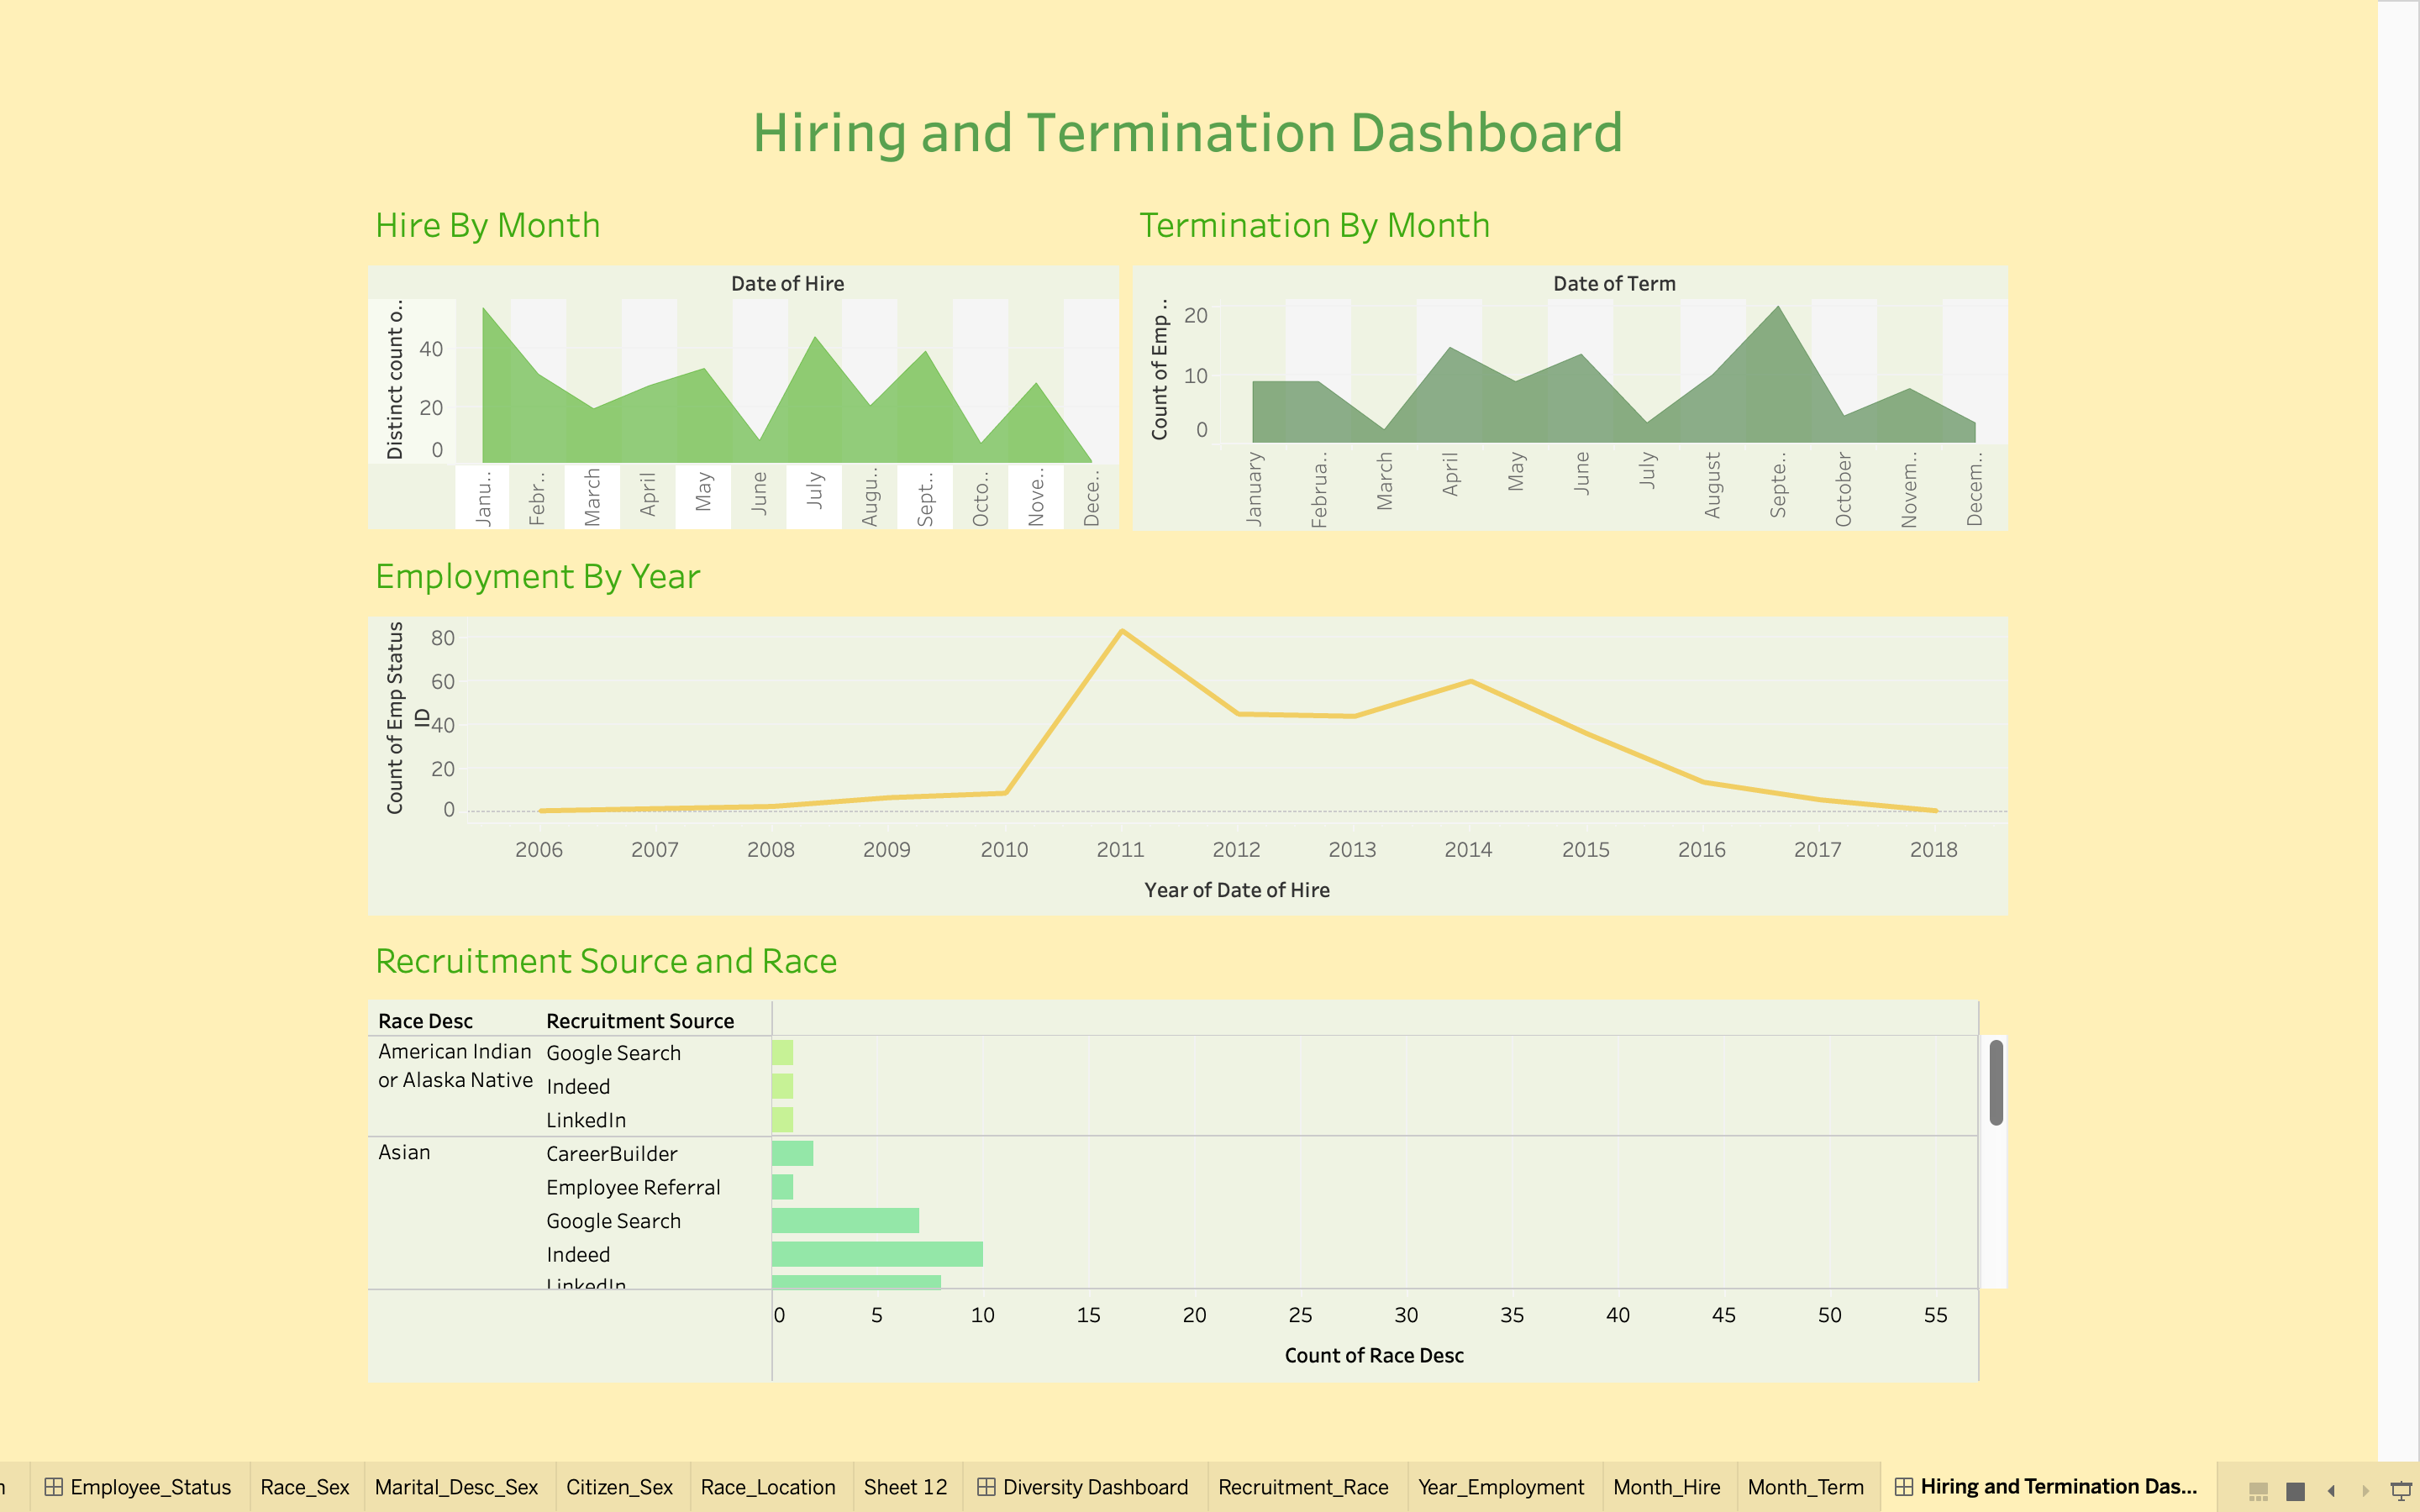 Hiring and Termination Dashboard
Hire By Month
Date of Hire
Distinct count o..
40
20
0
Janu..
Febr..
March
April
May
June
July
Augu..
Sept..
Octo..
Nove..
Dece..
Termination By Month
Date of Term
Count of Emp ..
20
10
0
January
Februa..
March
April
May
June
July
August
Septe..
October
Novem..
Decem..
Employment By Year
Count of Emp Status
ID
80
60
40
20
0
2006 2007 2008 2009 2010 2011 2012 2013 2014 2015 2016 2017 2018
Year of Date of Hire
Recruitment Source and Race
Race Desc Recruitment Source
American Indian
or Alaska Native
Google Search
Indeed
LinkedIn
Asian
CareerBuilder
Employee Referral
Google Search
Indeed
LinkedIn
0 5 10 15 20 25 30 35 40 45 50 55
Count of Race Desc
n Employee_Status Race_Sex Marital_Desc_Sex Citizen_Sex Race_Location Sheet 12 Diversity Dashboard Recruitment_Race Year_Employment Month_Hire Month_Term Hiring and Termination Das...